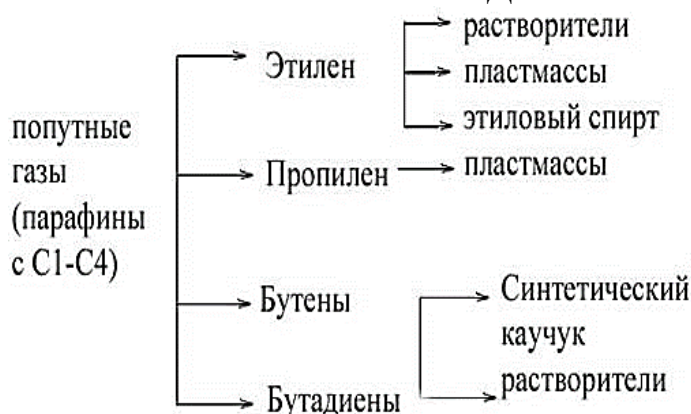 попутные
газы
(парафины
с С1-С4)
Этилен
растворители
пластмассы
этиловый спирт
Пропилен
пластмассы
Бутены
Бутадиены
Синтетический
каучук
растворители